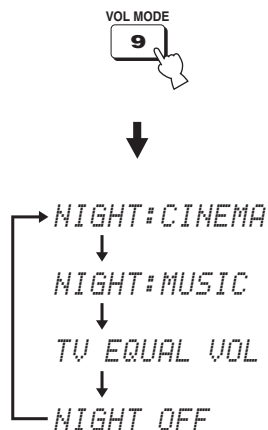 VOL MODE
9
NIGHT:CINEMA
NIGHT:MUSIC
TV EQUAL VOL
NIGHT OFF